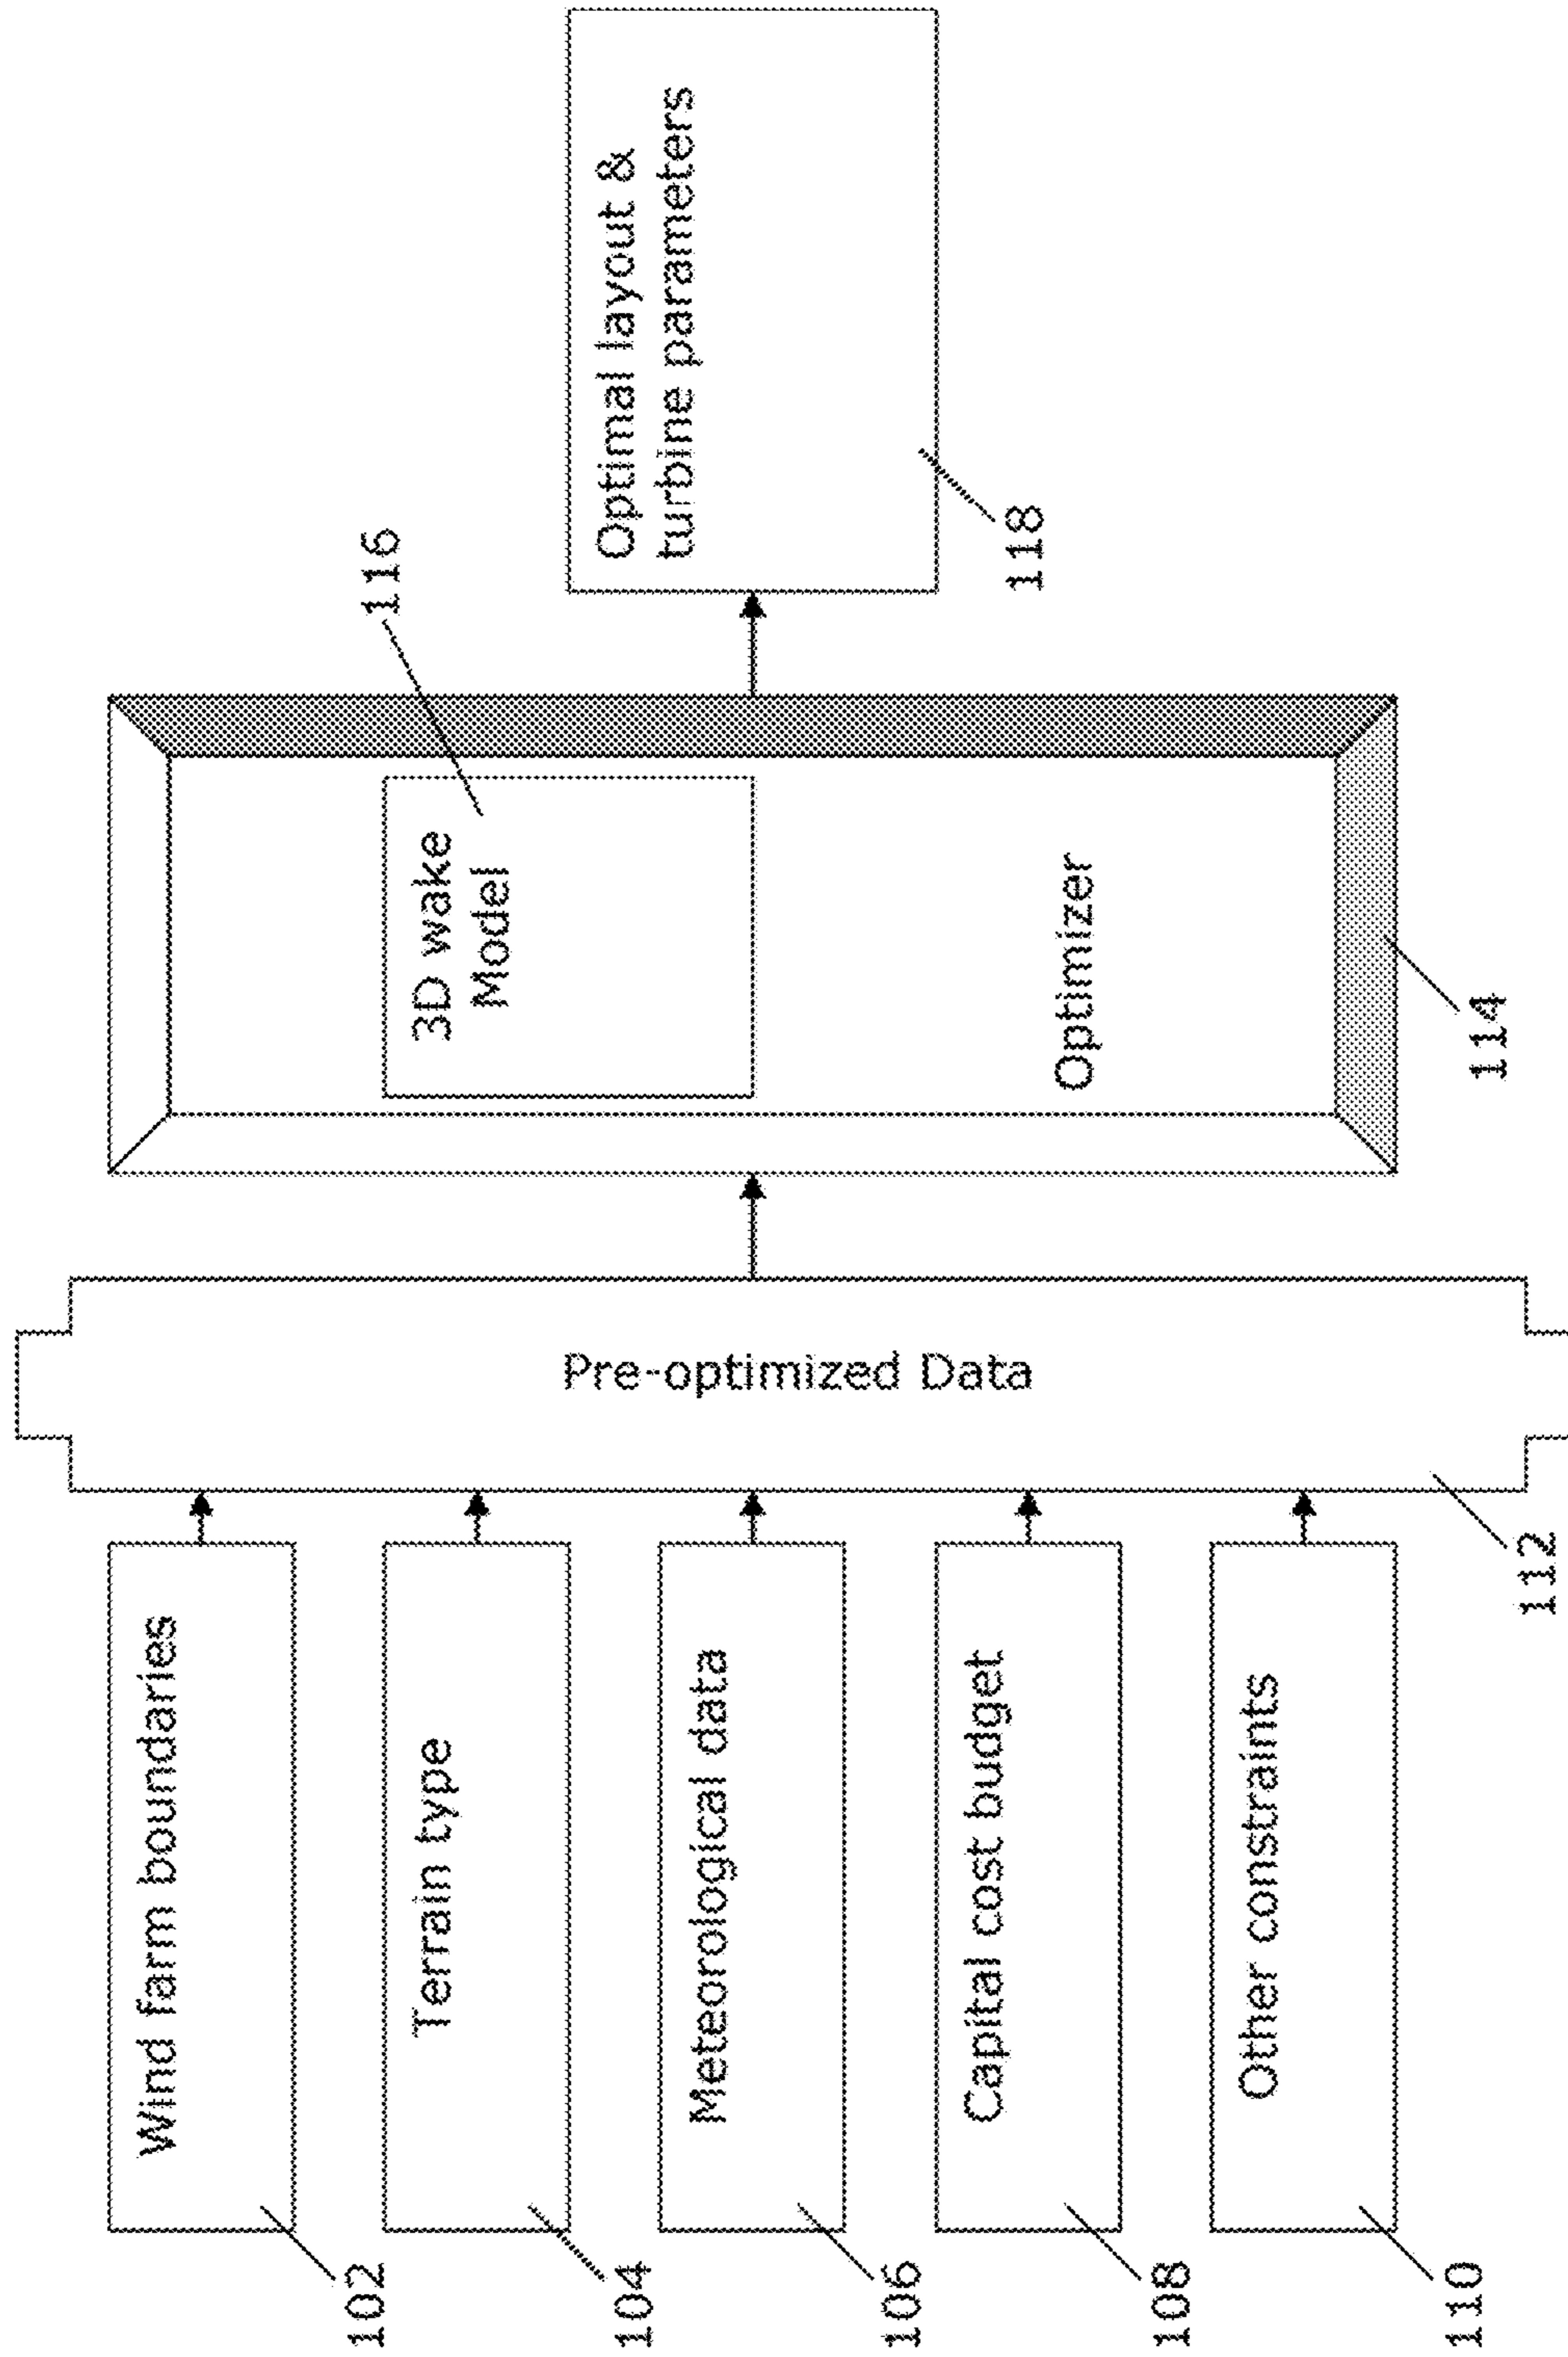 Wind farm boundaries
102
Terrain type
104
Meteorological data
106
Capital cost budget
108
Other constraints
110
Pre-optimized Data
112
3D wake
Model
116
Optimizer
114
Optimal layout &
turbine parameters
118